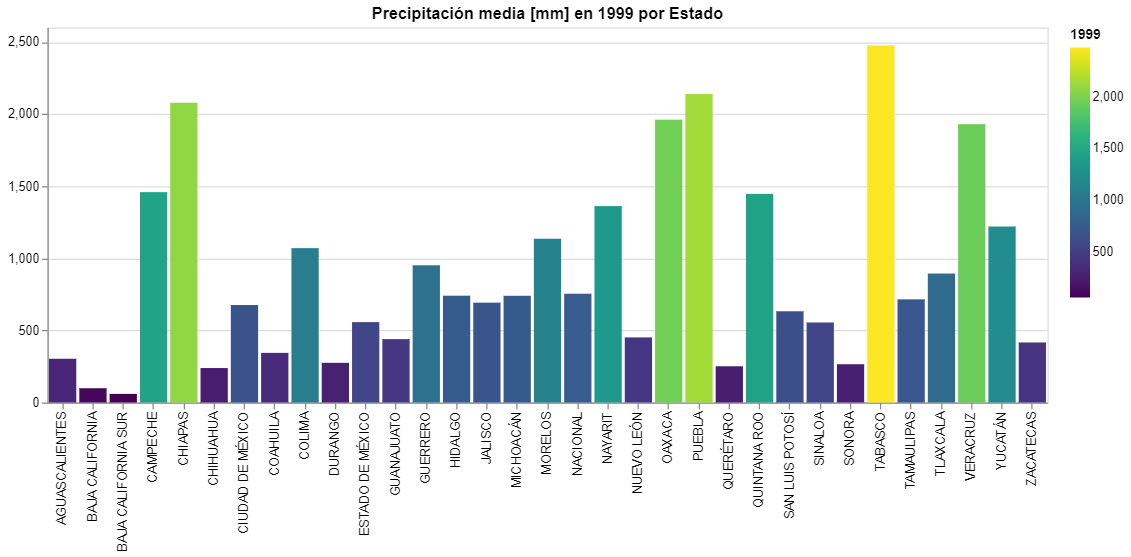 Precipitación media [mm] en 1999 por Estado
2,500
2,000
1,500
1,000
500
0
AGUASCALIENTES
BAJA CALIFORNIA
BAJA CALIFORNIA SUR
CAMPECHE
CHIAPAS
CHIHUAHUA
CIUDAD DE MÉXICO
COAHUILA
COLIMA
DURANGO
ESTADO DE MÉXICO
GUANAJUATO
GUERRERO
HIDALGO
JALISCO
MICHOACÁN
MORELOS
NACIONAL
NAYARIT
NUEVO LEÓN
OAXACA
PUEBLA
QUERÉTARO
QUINTANA ROO
SAN LUIS POTOSÍ
SINALOA
SONORA
TABASCO
TAMAULIPAS
TLAXCALA
VERACRUZ
YUCATÁN
ZACATECAS
1999
2,000
1,500
1,000
500